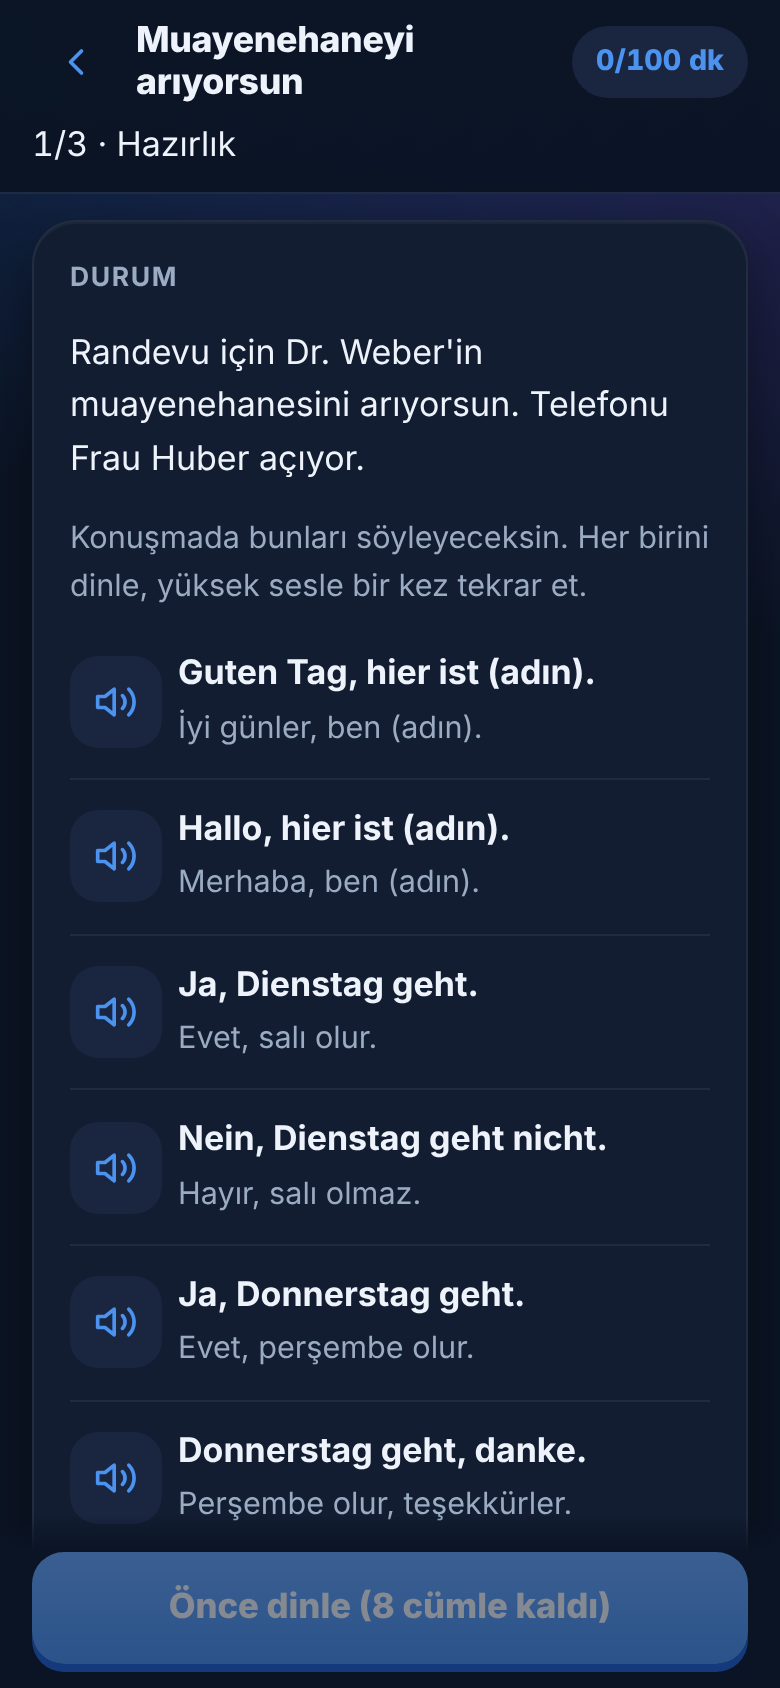 Muayenehaneyi
arıyorsun
0/100 dk
1/3 · Hazırlık
DURUM
Randevu için Dr. Weber'in
muayenehanesini arıyorsun. Telefonu
Frau Huber açıyor.
Konuşmada bunları söyleyeceksin. Her birini
dinle, yüksek sesle bir kez tekrar et.
Guten Tag, hier ist (adın).
İyi günler, ben (adın).
Hallo, hier ist (adın).
Merhaba, ben (adın).
Ja, Dienstag geht.
Evet, salı olur.
Nein, Dienstag geht nicht.
Hayır, salı olmaz.
Ja, Donnerstag geht.
Evet, perşembe olur.
Donnerstag geht, danke.
Perşembe olur, teşekkürler.
Önce dinle (8 cümle kaldı)